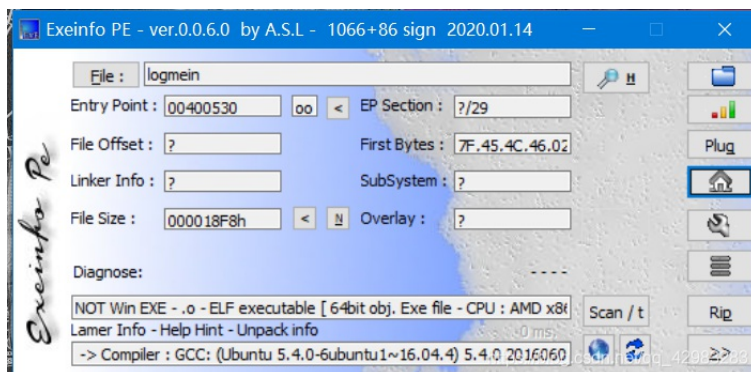 Exeinfo PE - ver.0.0.6.0 by A.S.L - 1066+86 sign 2020.01.14
File : logmein H
Entry Point : 00400530 oo < EP Section : ?/29
File Offset : ? First Bytes : 7F.45.4C.46.02 Plug
Linker Info : ? SubSystem : ?
File Size : 000018F8h < N Overlay : ?
Diagnose: - - - -
NOT Win EXE - .o - ELF executable [ 64bit obj. Exe file - CPU : AMD x86 Scan / t Rip
Lamer Info - Help Hint - Unpack info 0 ms.
-> Compiler : GCC: (Ubuntu 5.4.0-6ubuntu1~16.04.4) 5.4.0 2016060 >>
Exeinfo Pe